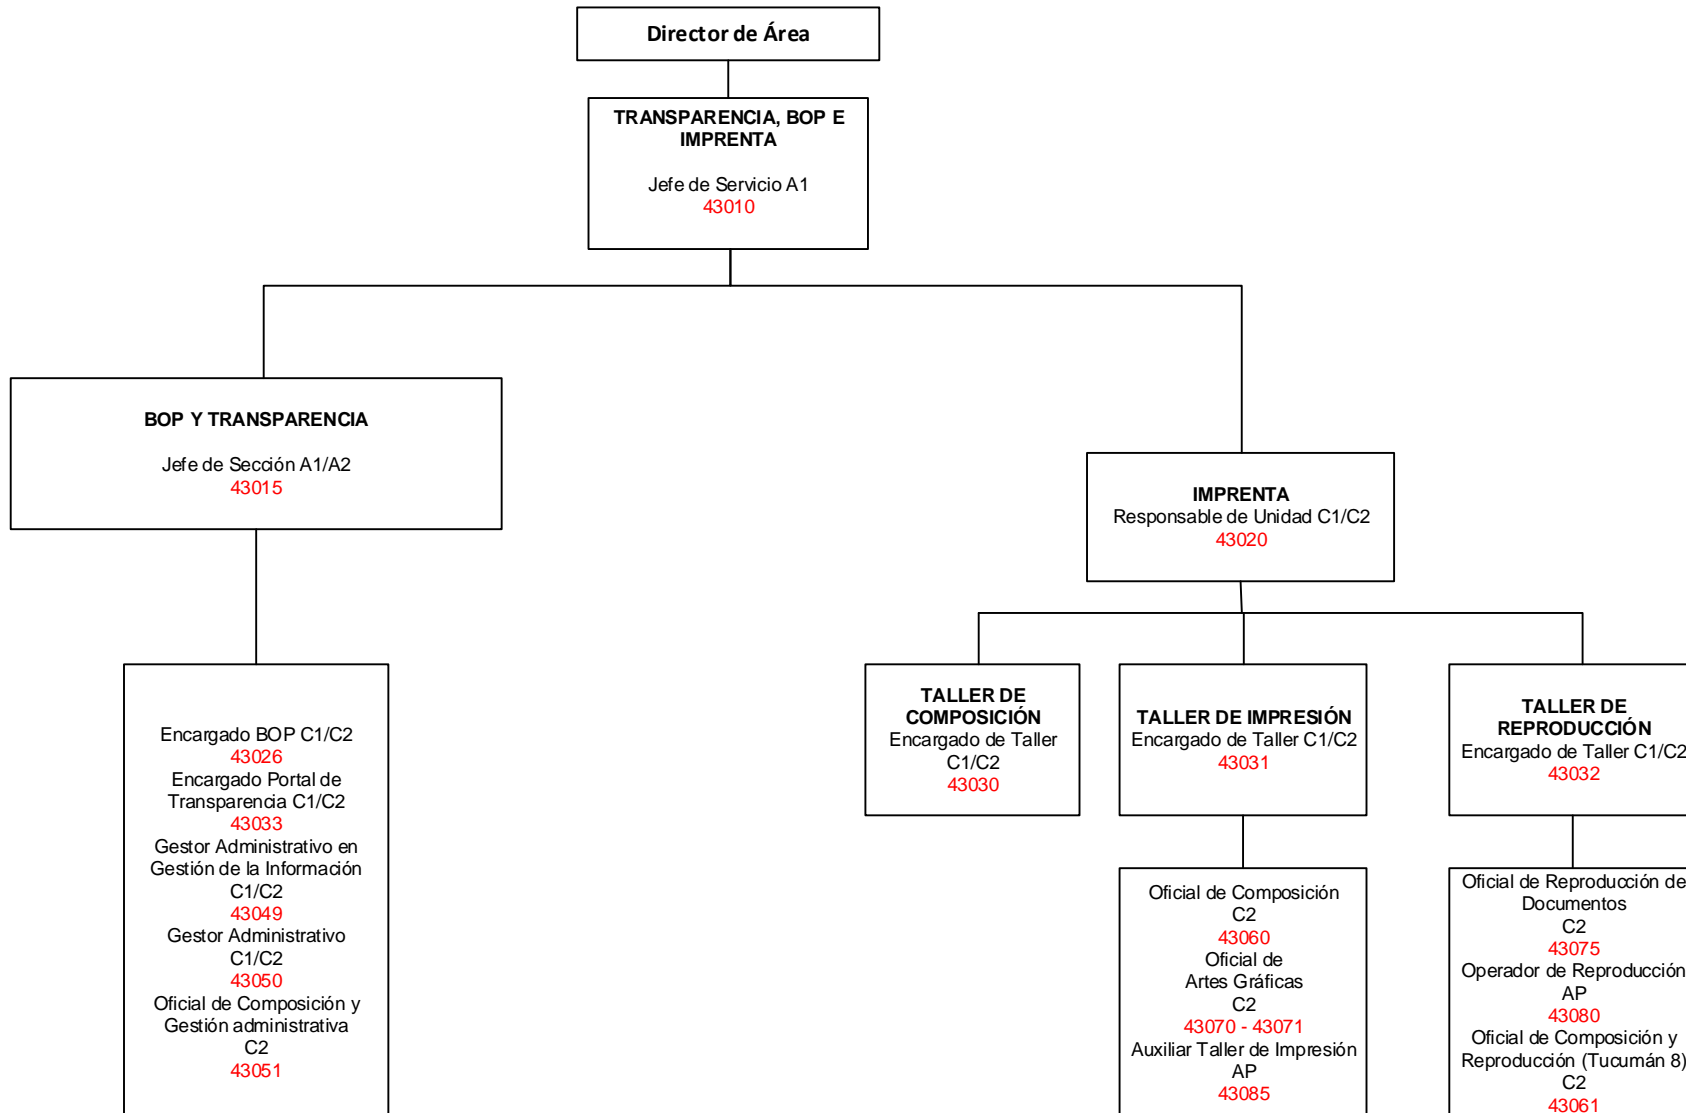 Director de Área
TRANSPARENCIA, BOP E
IMPRENTA
Jefe de Servicio A1
43010
BOP Y TRANSPARENCIA
Jefe de Sección A1/A2
43015
IMPRENTA
Responsable de Unidad C1/C2
43020
Encargado BOP C1/C2
43026
Encargado Portal de
Transparencia C1/C2
43033
Gestor Administrativo en
Gestión de la Información
C1/C2
43049
Gestor Administrativo
C1/C2
43050
Oficial de Composición y
Gestión administrativa
C2
43051
TALLER DE
COMPOSICIÓN
Encargado de Taller
C1/C2
43030
TALLER DE IMPRESIÓN
Encargado de Taller C1/C2
43031
TALLER DE
REPRODUCCIÓN
Encargado de Taller C1/C2
43032
Oficial de Composición
C2
43060
Oficial de
Artes Gráficas
C2
43070 - 43071
Auxiliar Taller de Impresión
AP
43085
Oficial de Reproducción de
Documentos
C2
43075
Operador de Reproducción
AP
43080
Oficial de Composición y
Reproducción (Tucumán 8)
C2
43061